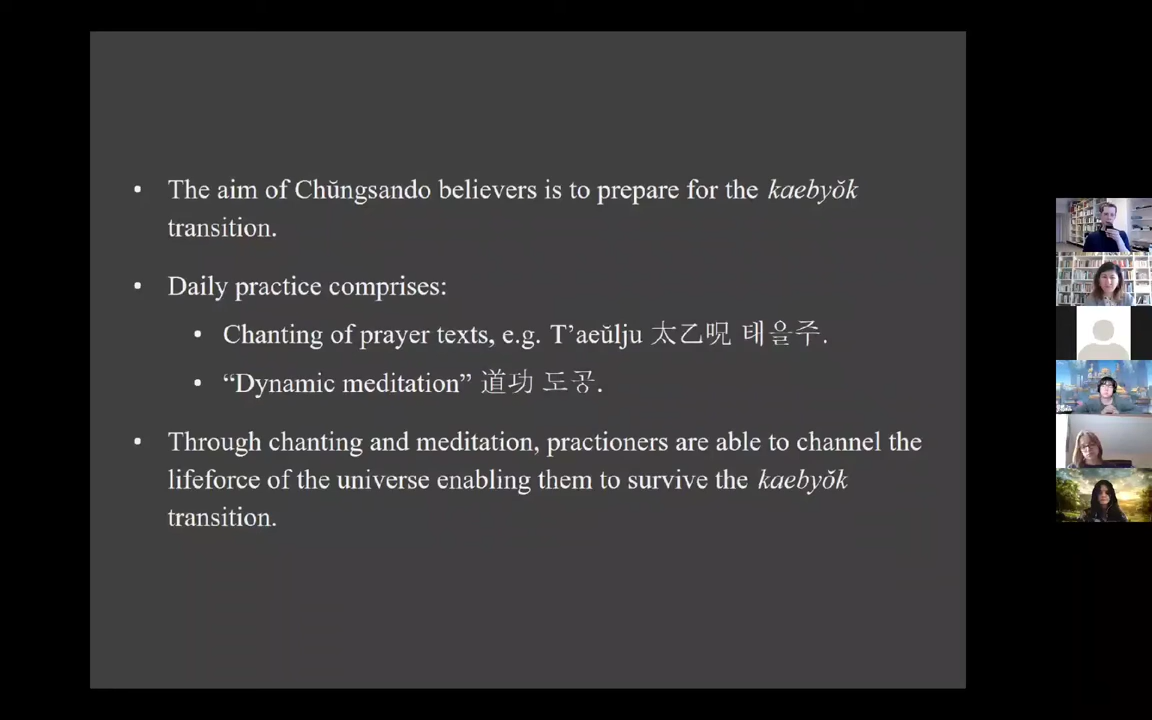 The aim of Chŭngsando believers is to prepare for the kaebyŏk
transition.
Daily practice comprises:
Chanting of prayer texts, e.g. T’aeŭlju 太乙呪 태을주.
“Dynamic meditation” 道功 도공.
Through chanting and meditation, practioners are able to channel the
lifeforce of the universe enabling them to survive the kaebyŏk
transition.